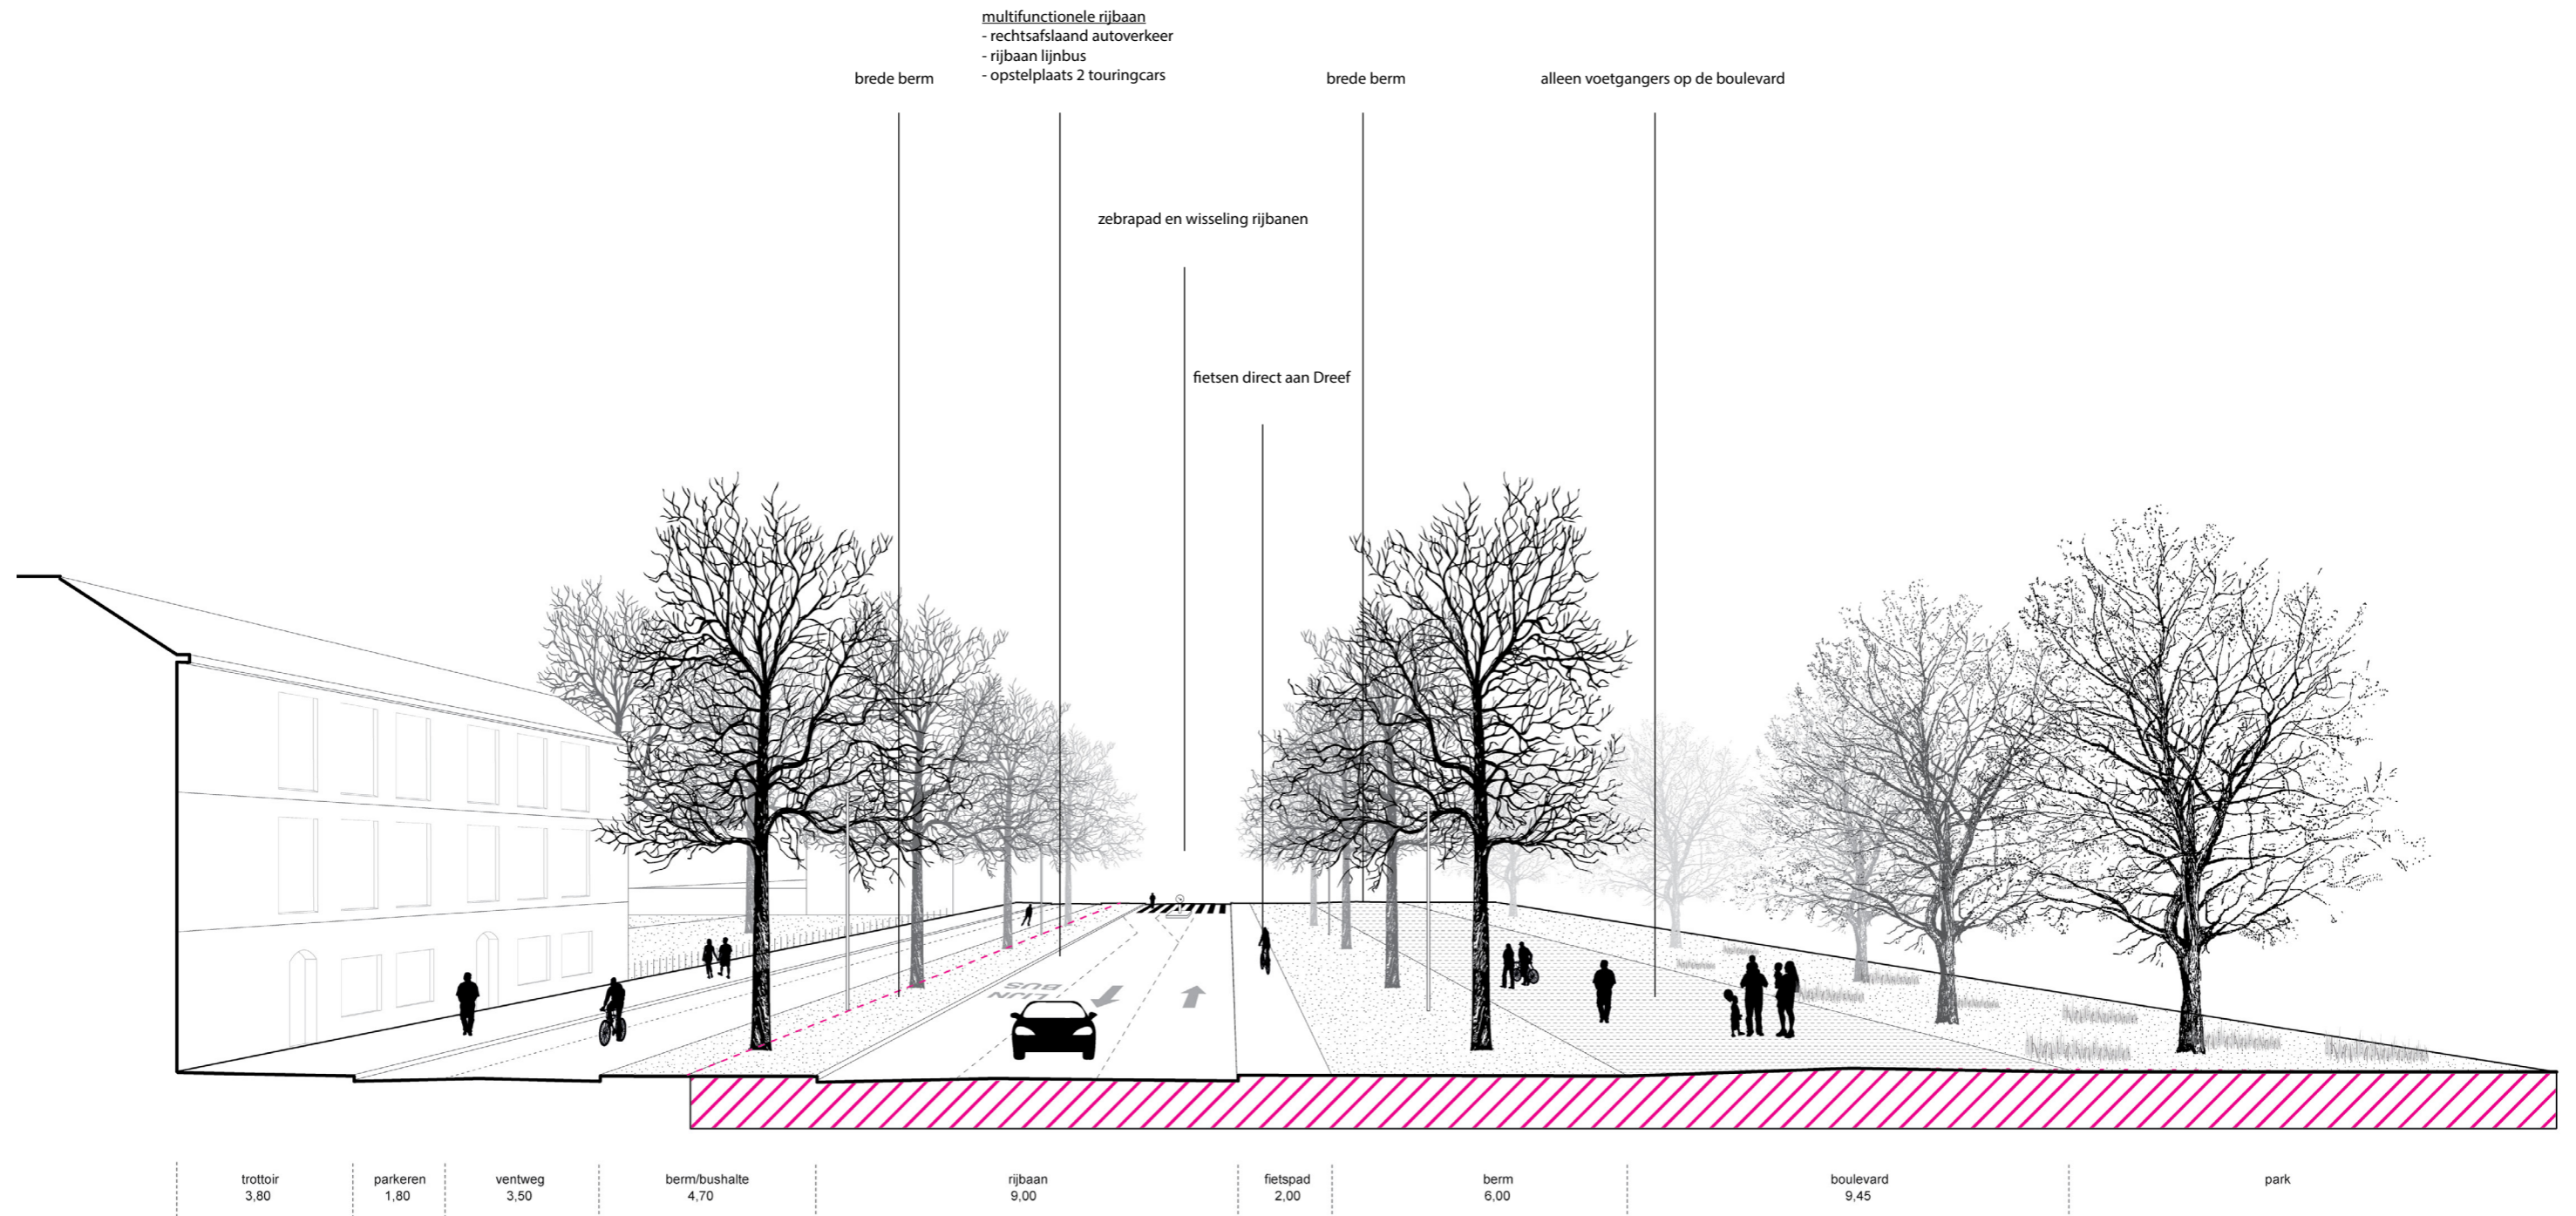 multifunctionele rijbaan
- rechtsafslaand autoverkeer
- rijbaan lijnbus
- opstelplaats 2 touringcars
brede berm
brede berm
alleen voetgangers op de boulevard
zebrapad en wisseling rijbanen
fietsen direct aan Dreef
LIJN
BUS
trottoir
3,80
parkeren
1,80
ventweg
3,50
berm/bushalte
4,70
rijbaan
9,00
fietspad
2,00
berm
6,00
boulevard
9,45
park